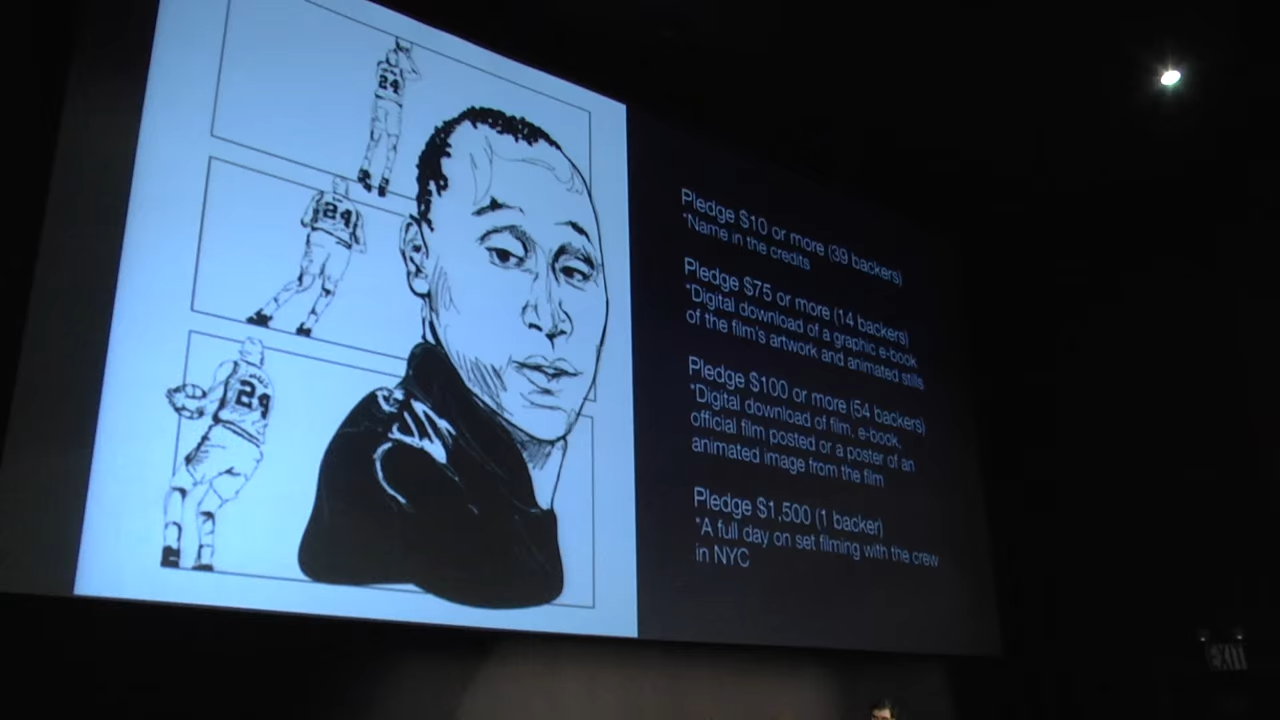 24
24
24
Pledge $10 or more (39 backers)
*Name in the credits
Pledge $75 or more (14 backers)
*Digital download of a graphic e-book
of the film's artwork and animated stills
Pledge $100 or more (54 backers)
*Digital download of film, e-book,
official film posted or a poster of an
animated image from the film
Pledge $1,500 (1 backer)
*A full day on set filming with the crew
in NYC
EXIT